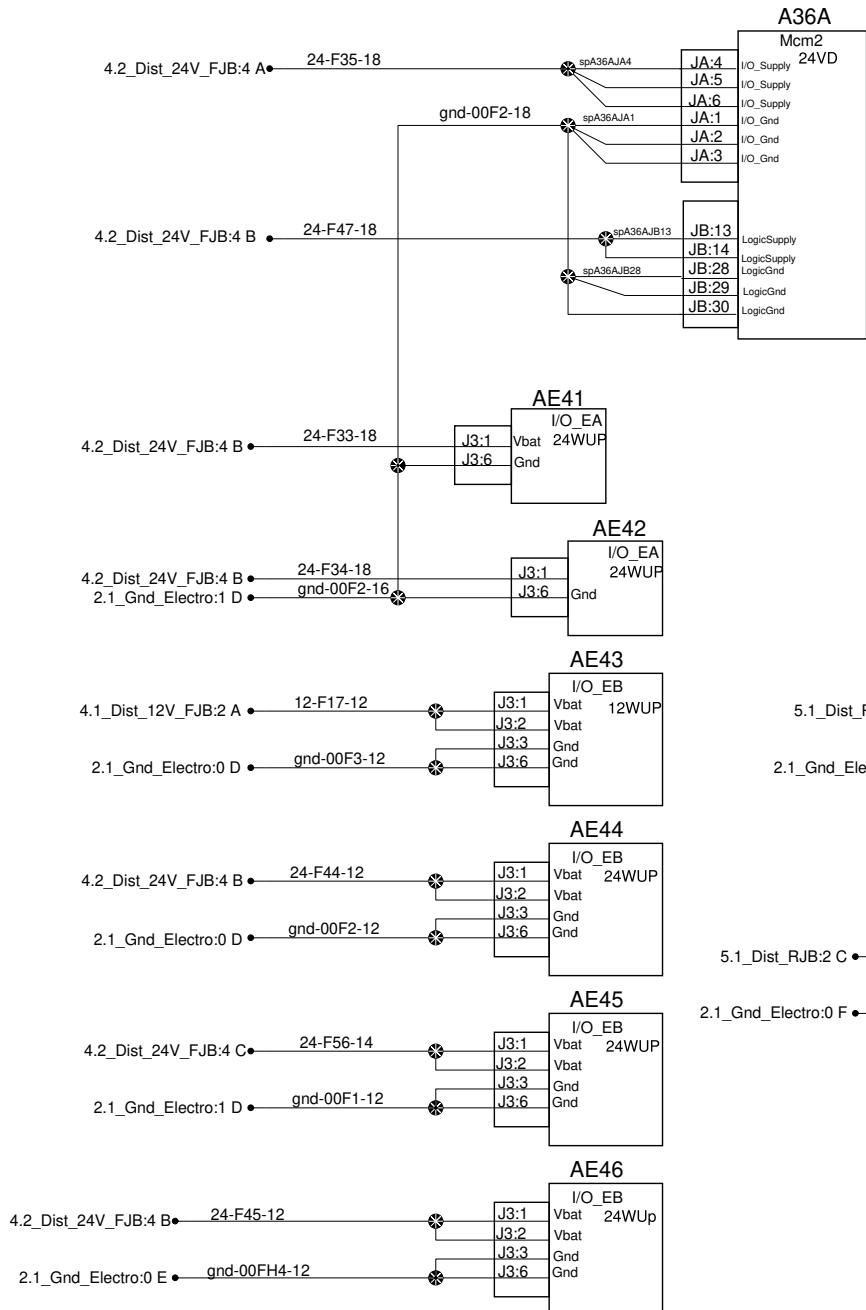 A36A
Mcm2
24VD
4.2_Dist_24V_FJB:4 A
24-F35-18
spA36AJA4
JA:4
I/O_Supply
JA:5
I/O_Supply
JA:6
I/O_Supply
gnd-00F2-18
spA36AJA1
JA:1
I/O_Gnd
JA:2
I/O_Gnd
JA:3
I/O_Gnd
4.2_Dist_24V_FJB:4 B
24-F47-18
spA36AJB13
JB:13
LogicSupply
JB:14
LogicSupply
spA36AJB28
JB:28
LogicGnd
JB:29
LogicGnd
JB:30
LogicGnd
AE41
I/O_EA
24WUP
4.2_Dist_24V_FJB:4 B
24-F33-18
J3:1
Vbat
J3:6
Gnd
AE42
I/O_EA
24WUP
4.2_Dist_24V_FJB:4 B
24-F34-18
J3:1
2.1_Gnd_Electro:1 D
gnd-00F2-16
J3:6
Gnd
AE43
I/O_EB
12WUP
4.1_Dist_12V_FJB:2 A
12-F17-12
J3:1
Vbat
J3:2
Vbat
J3:3
Gnd
2.1_Gnd_Electro:0 D
gnd-00F3-12
J3:6
Gnd
5.1_Dist_
2.1_Gnd_Ele
AE44
I/O_EB
24WUP
4.2_Dist_24V_FJB:4 B
24-F44-12
J3:1
Vbat
J3:2
Vbat
J3:3
Gnd
2.1_Gnd_Electro:0 D
gnd-00F2-12
J3:6
Gnd
5.1_Dist_RJB:2 C
2.1_Gnd_Electro:0 F
AE45
I/O_EB
24WUP
4.2_Dist_24V_FJB:4 C
24-F56-14
J3:1
Vbat
J3:2
Vbat
J3:3
Gnd
2.1_Gnd_Electro:1 D
gnd-00F1-12
J3:6
Gnd
AE46
I/O_EB
24WUp
4.2_Dist_24V_FJB:4 B
24-F45-12
J3:1
Vbat
J3:2
Vbat
J3:3
Gnd
2.1_Gnd_Electro:0 E
gnd-00FH4-12
J3:6
Gnd